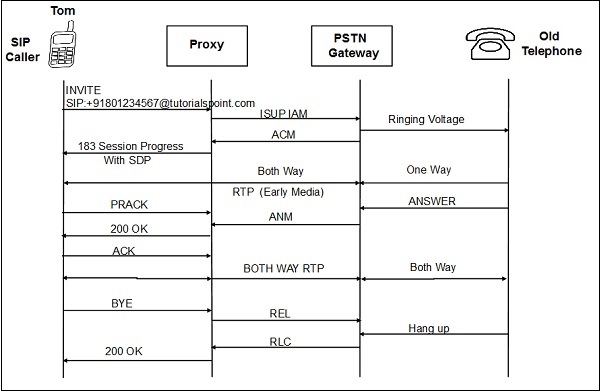 Tom
SIP
Caller
Proxy
PSTN
Gateway
Old
Telephone
INVITE
SIP:+91801234567@tutorialspoint.com
ISUP IAM
Ringing Voltage
ACM
183 Session Progress
With SDP
Both Way
One Way
RTP (Early Media)
PRACK
ANSWER
ANM
200 OK
ACK
BOTH WAY RTP
Both Way
BYE
REL
Hang up
RLC
200 OK